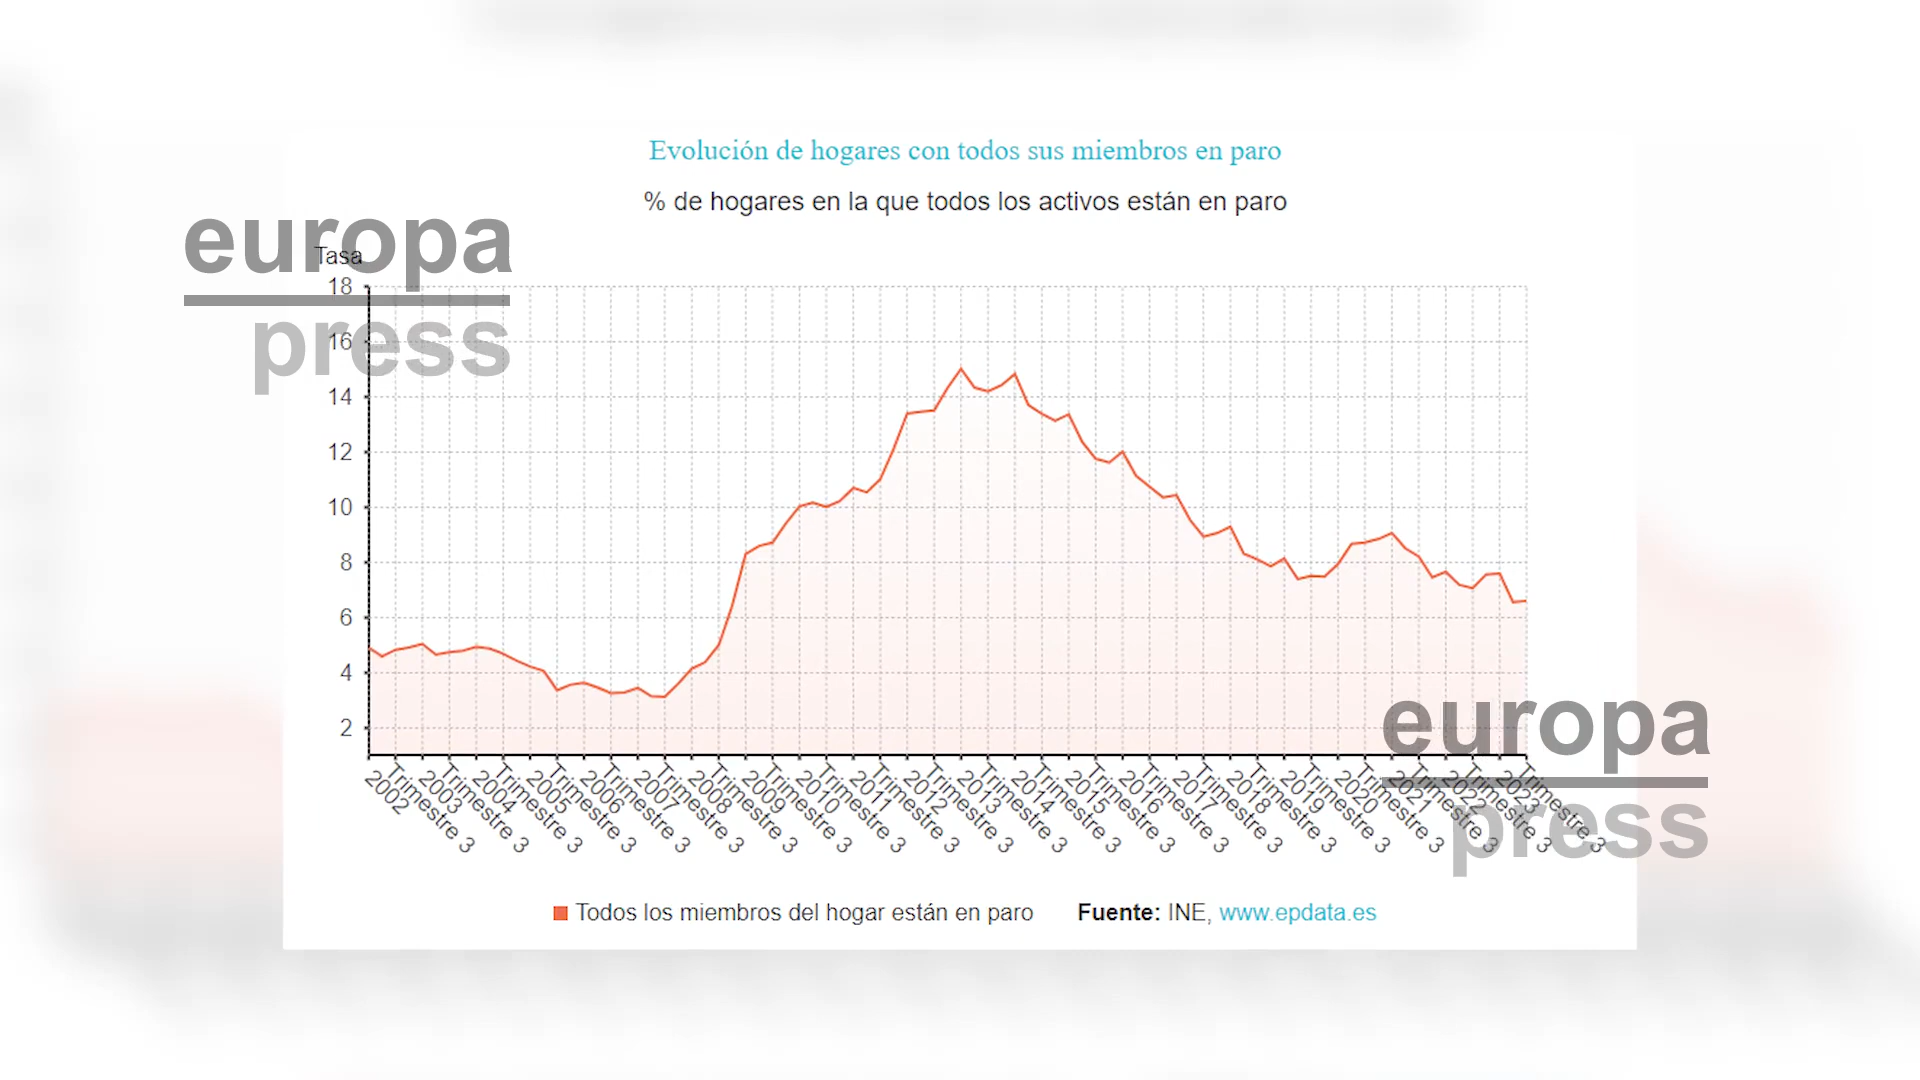 Evolución de hogares con todos sus miembros en paro
% de hogares en la que todos los activos están en paro
europa
press
Tasa
18
16
14
12
10
8
6
4
2
2002
Trimestre 3
2003
Trimestre 3
2004
Trimestre 3
2005
Trimestre 3
2006
Trimestre 3
2007
Trimestre 3
2008
Trimestre 3
2009
Trimestre 3
2010
Trimestre 3
2011
Trimestre 3
2012
Trimestre 3
2013
Trimestre 3
2014
Trimestre 3
2015
Trimestre 3
2016
Trimestre 3
2017
Trimestre 3
2018
Trimestre 3
2019
Trimestre 3
2020
Trimestre 3
2021
Trimestre 3
2022
Trimestre 3
2023
Trimestre 3
europa
press
Todos los miembros del hogar están en paro Fuente: INE, www.epdata.es